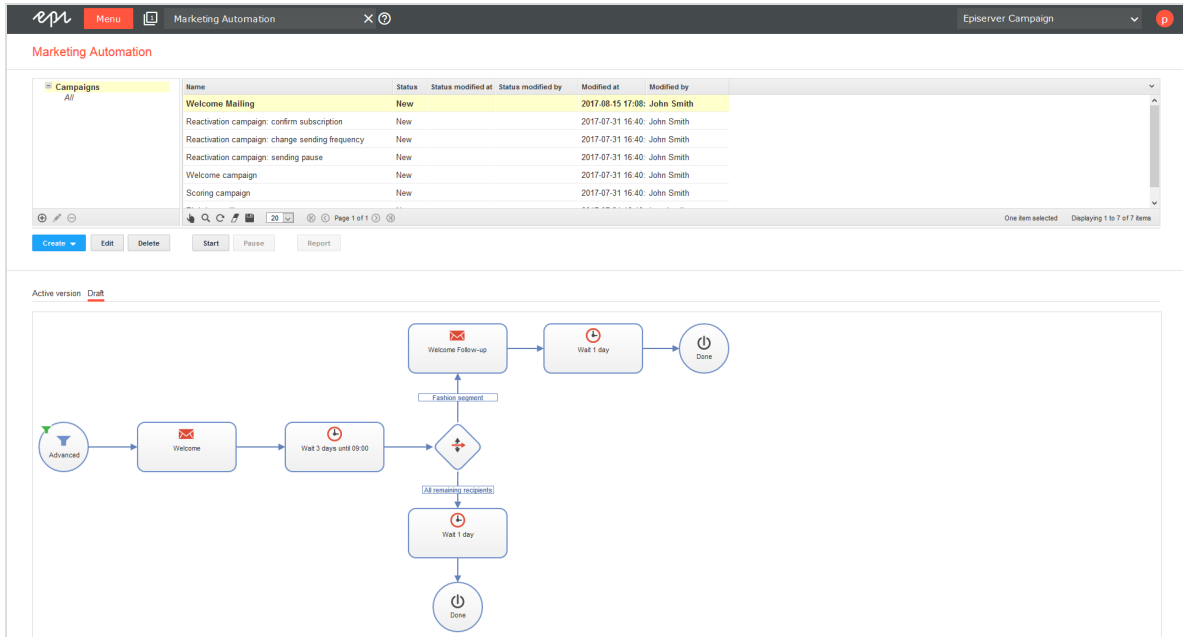 epi Menu 1 Marketing Automation Episerver Campaign p
Marketing Automation
Campaigns
All
Name Status Status modified at Status modified by Modified at Modified by
Welcome Mailing New 2017-08-15 17:08: John Smith
Reactivation campaign: confirm subscription New 2017-07-31 16:40: John Smith
Reactivation campaign: change sending frequency New 2017-07-31 16:40: John Smith
Reactivation campaign: sending pause New 2017-07-31 16:40: John Smith
Welcome campaign New 2017-07-31 16:40: John Smith
Scoring campaign New 2017-07-31 16:40: John Smith
20 Page 1 of 1 One item selected Displaying 1 to 7 of 7 items
Create Edit Delete Start Pause Report
Active version Draft
Welcome Follow-up Wait 1 day Done
Fashion segment
Advanced Welcome Wait 3 days until 09:00
All remaining recipients
Wait 1 day
Done